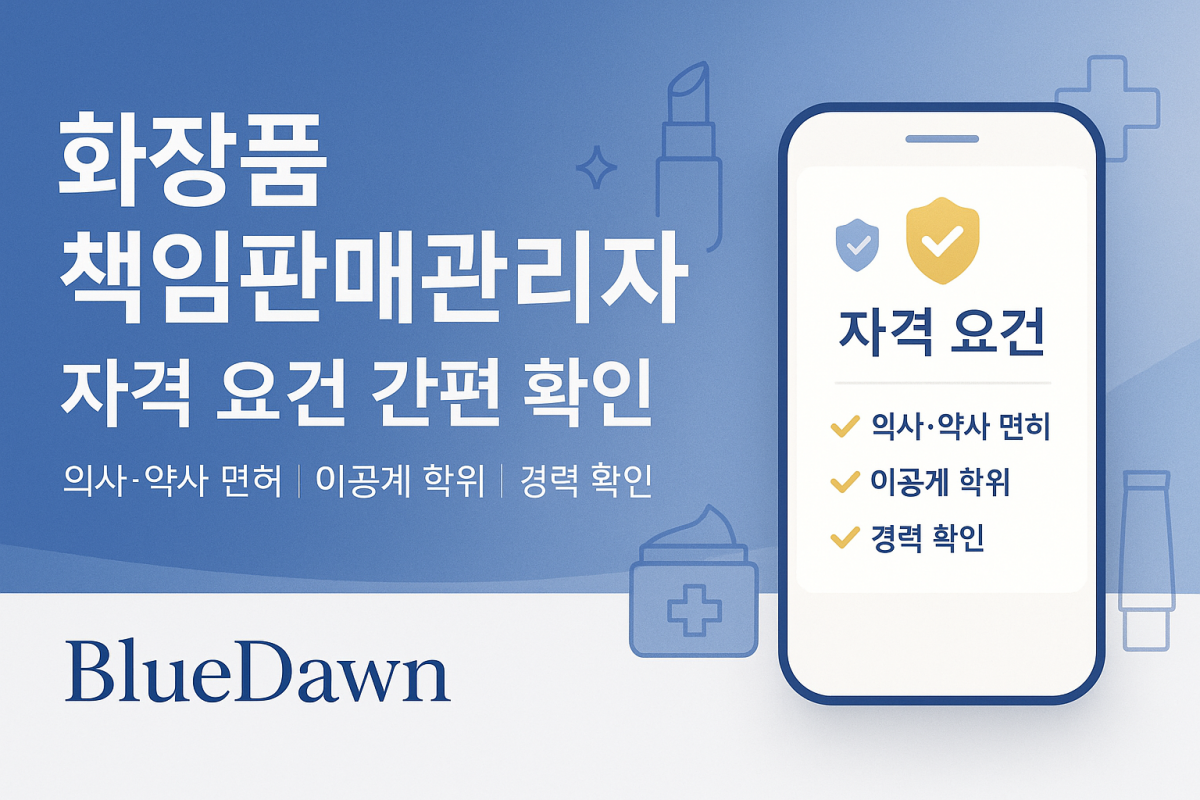 화장품
책임판매관리자
자격 요건 간편 확인
의사·약사 면허 | 이공계 학위 | 경력 확인
BlueDawn
자격 요건
의사·약사 면히
이공게 학위
경력 확인